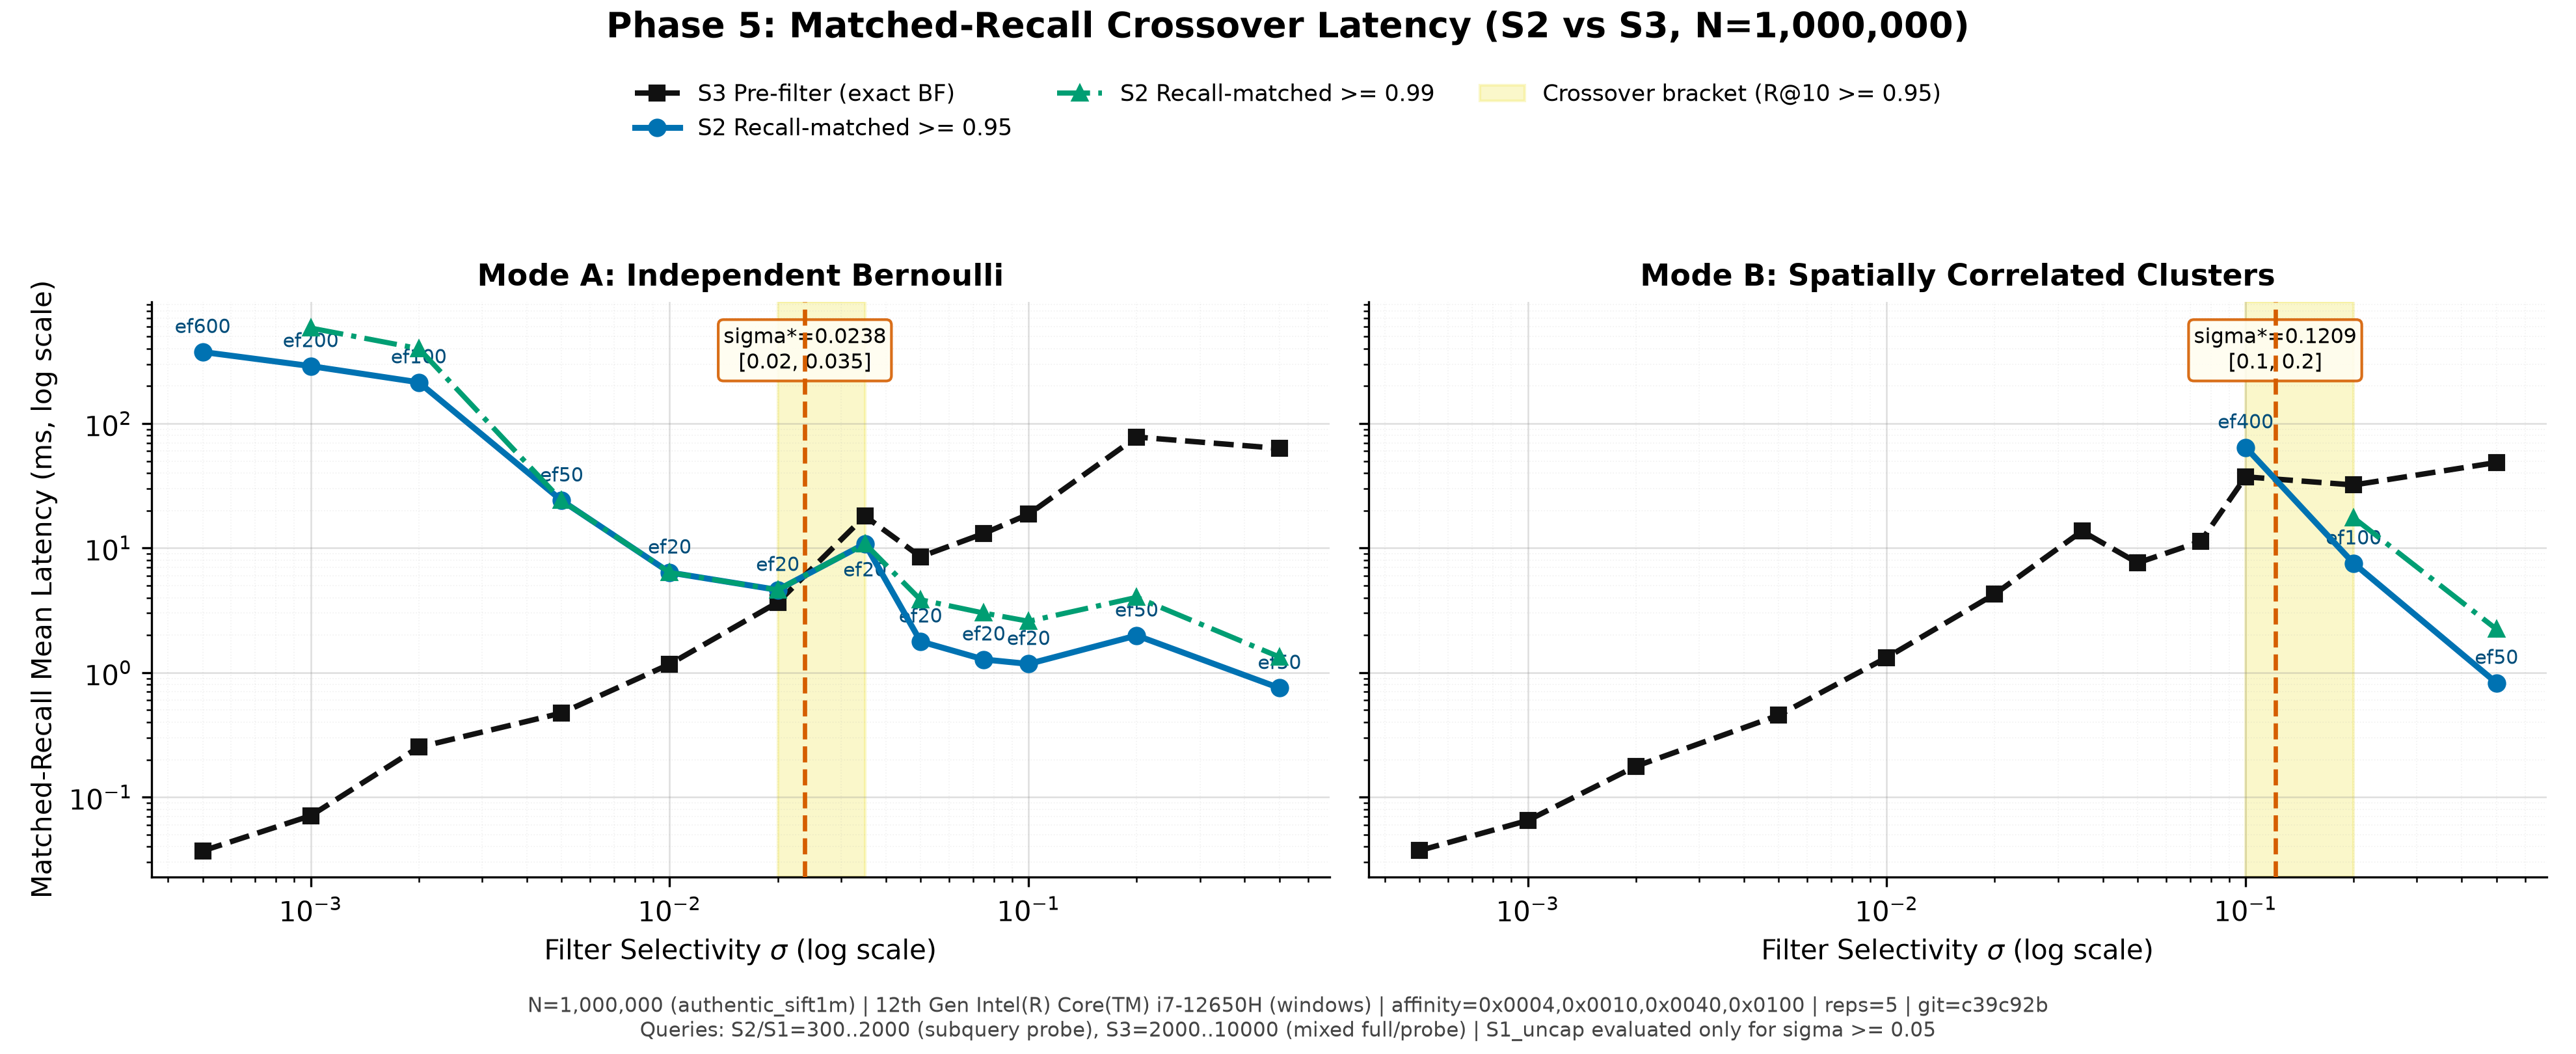 Phase 5: Matched-Recall Crossover Latency (S2 vs S3, N=1,000,000)
S3 Pre-filter (exact BF)
S2 Recall-matched >= 0.95
S2 Recall-matched >= 0.99
Crossover bracket (R@10 >= 0.95)
Mode A: Independent Bernoulli
Matched-Recall Mean Latency (ms, log scale)
10²
10¹
10⁰
10⁻¹
ef600
ef200
ef100
ef50
ef20
ef20
ef20
ef20
ef20
ef20
ef50
ef50
sigma*=0.0238
[0.02, 0.035]
10⁻³
10⁻²
10⁻¹
Filter Selectivity σ (log scale)
Mode B: Spatially Correlated Clusters
sigma*=0.1209
[0.1, 0.2]
ef400
ef100
ef50
10⁻³
10⁻²
10⁻¹
Filter Selectivity σ (log scale)
N=1,000,000 (authentic_sift1m) | 12th Gen Intel(R) Core(TM) i7-12650H (windows) | affinity=0x0004,0x0010,0x0040,0x0100 | reps=5 | git=c39c92b
Queries: S2/S1=300..2000 (subquery probe), S3=2000..10000 (mixed full/probe) | S1_uncap evaluated only for sigma >= 0.05